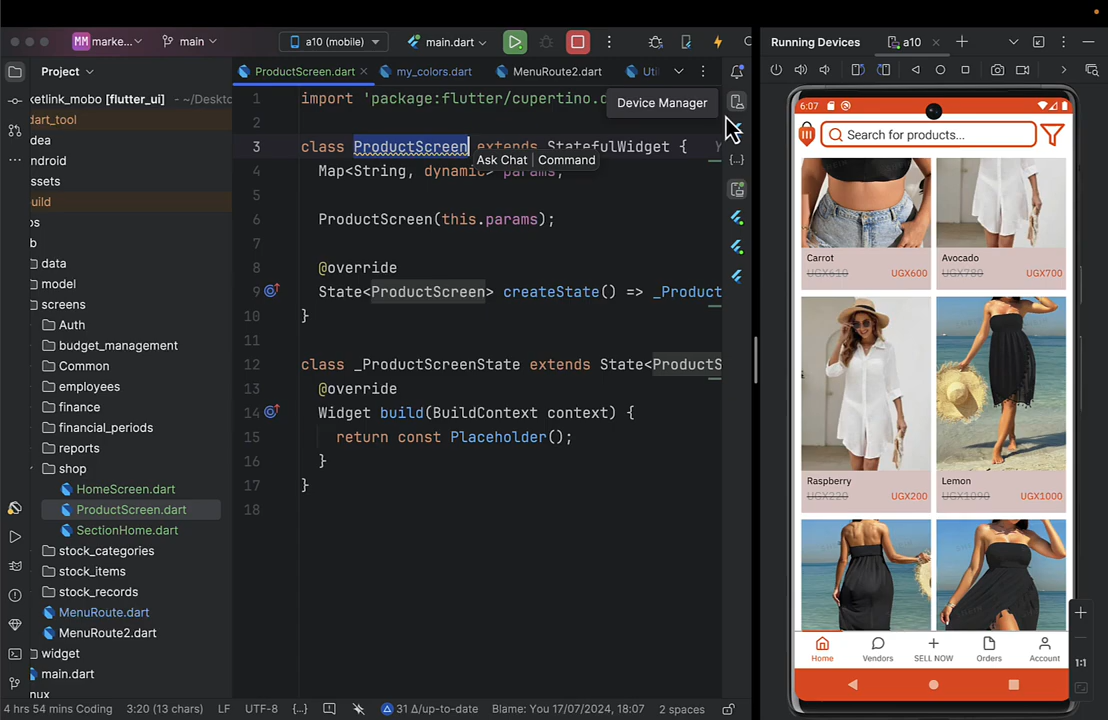 MM marke...
main
a10 (mobile)
main.dart
Running Devices
a10
Project
ProductScreen.dart
my_colors.dart
MenuRoute2.dart
Uti
ketlink_mobo [flutter_ui] - ~/Deskto
dart_tool
dea
ndroid
ssets
uild
os
b
data
model
screens
Auth
budget_management
Common
employees
finance
financial_periods
reports
shop
HomeScreen.dart
ProductScreen.dart
SectionHome.dart
stock_categories
stock_items
stock_records
MenuRoute.dart
MenuRoute2.dart
widget
main.dart
nux
1 import 'package:flutter/cupertino.d
Device Manager
2
3 class ProductScreen extends StatefulWidget { Y
Ask Chat | Command
4 Map<String, dynamic> params;
5
6 ProductScreen(this.params);
7
8 @override
9 State<ProductScreen> createState() => _Product
10 }
11
12 class _ProductScreenState extends State<ProductS
13 @override
14 Widget build(BuildContext context) {
15 return const Placeholder();
16 }
17 }
18
6:07
Search for products...
Carrot
UGX610 UGX600
Avocado
UGX780 UGX700
Raspberry
UGX220 UGX200
Lemon
UGX1090 UGX1000
Home
Vendors
SELL NOW
Orders
Account
1:1
4 hrs 54 mins Coding
3:20 (13 chars)
LF
UTF-8
{...}
31 Δ/up-to-date
Blame: You 17/07/2024, 18:07
2 spaces